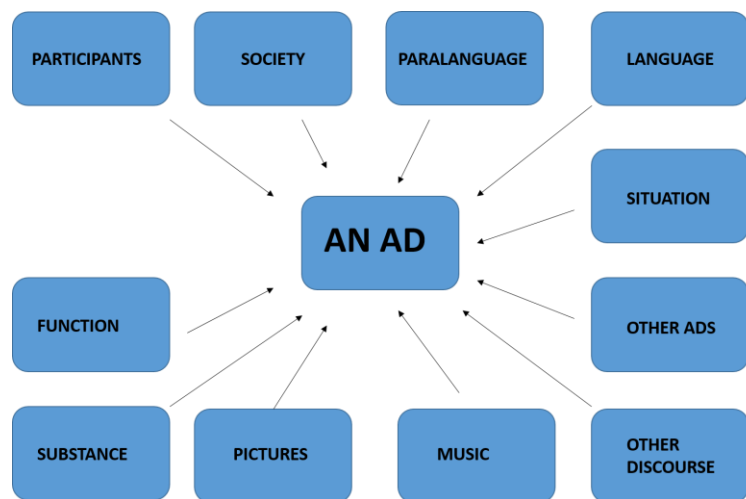 PARTICIPANTS
SOCIETY
PARALANGUAGE
LANGUAGE
SITUATION
AN AD
FUNCTION
OTHER ADS
SUBSTANCE
PICTURES
MUSIC
OTHER
DISCOURSE